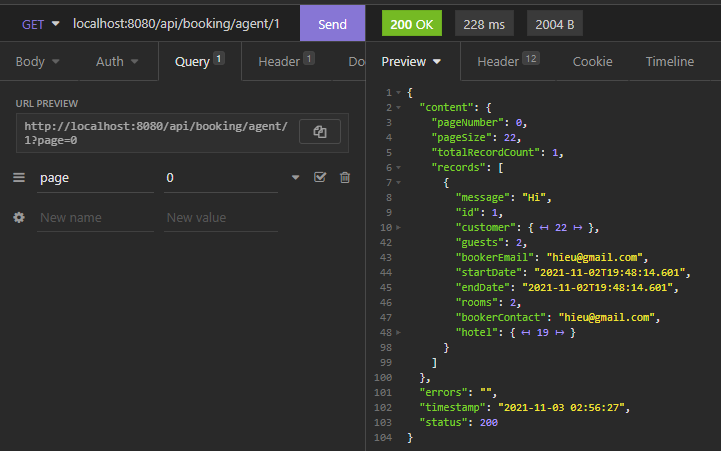 GET localhost:8080/api/booking/agent/1 Send 200 OK 228 ms 2004 B
Body Auth Query 1 Header 1 Do
Preview Header 12 Cookie Timeline
URL PREVIEW
http://localhost:8080/api/booking/agent/
1?page=0
page 0
New name New value
1 {
2 "content": {
3 "pageNumber": 0,
4 "pageSize": 22,
5 "totalRecordCount": 1,
6 "records": [
7 {
8 "message": "Hi",
9 "id": 1,
10 "customer": { ↤ 22 ↦ },
42 "guests": 2,
43 "bookerEmail": "hieu@gmail.com",
44 "startDate": "2021-11-02T19:48:14.601",
45 "endDate": "2021-11-02T19:48:14.601",
46 "rooms": 2,
47 "bookerContact": "hieu@gmail.com",
48 "hotel": { ↤ 19 ↦ }
98 }
99 ]
100 },
101 "errors": "",
102 "timestamp": "2021-11-03 02:56:27",
103 "status": 200
104 }